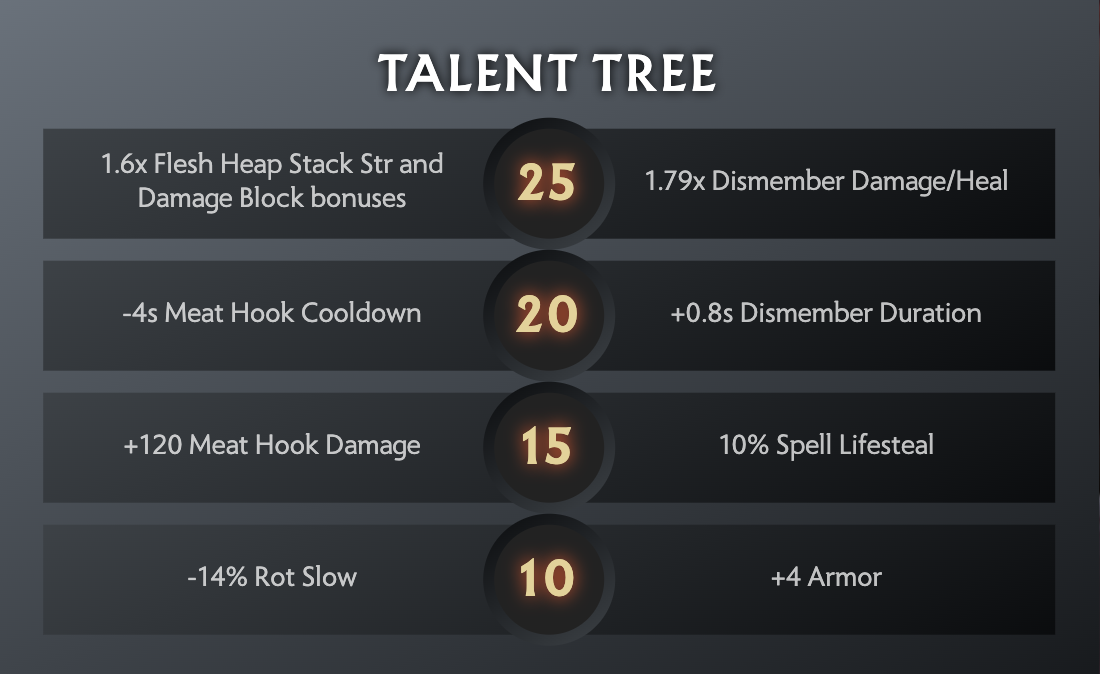 TALENT TREE
1.6x Flesh Heap Stack Str and
Damage Block bonuses
25
1.79x Dismember Damage/Heal
-4s Meat Hook Cooldown
20
+0.8s Dismember Duration
+120 Meat Hook Damage
15
10% Spell Lifesteal
-14% Rot Slow
10
+4 Armor